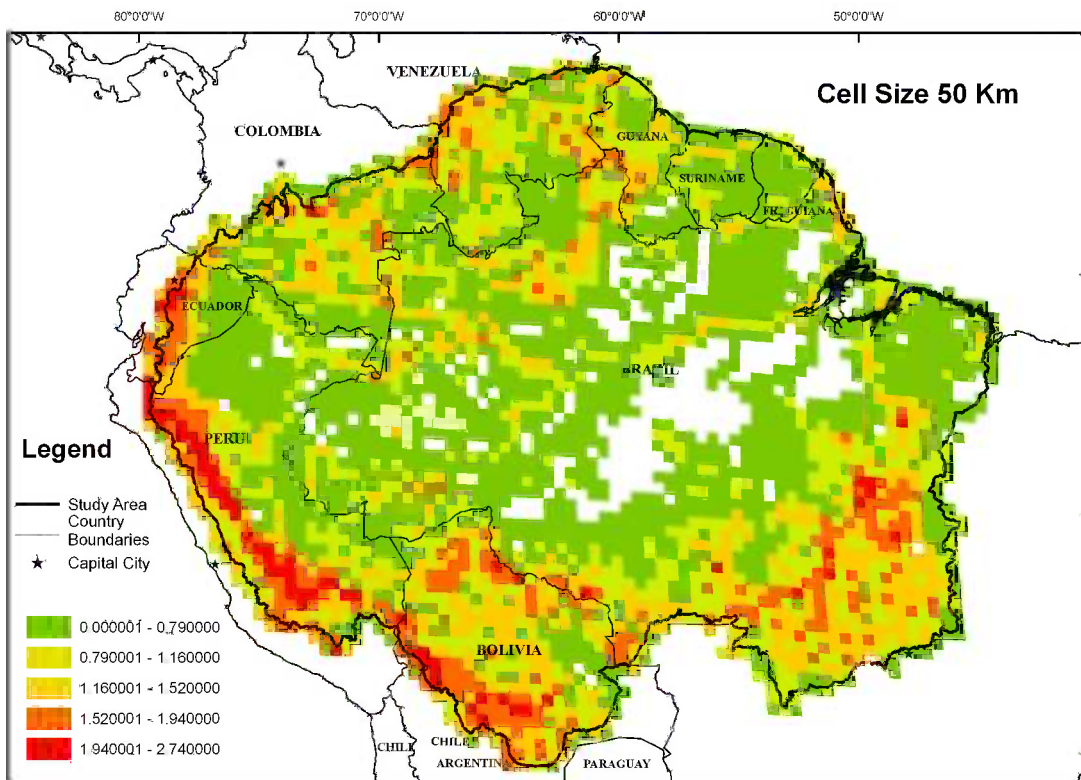 80°0'0"W 70°0'0"W 60°0'0"W 50°0'0"W
VENEZUELA
Cell Size 50 Km
COLOMBIA
GUYANA
SURINAME
FR. GUIANA
ECUADOR
PERU
Legend
Study Area
Country
Boundaries
Capital City
0.000001 - 0.790000
0.790001 - 1.160000
1.160001 - 1.520000
1.520001 - 1.940000
1.940001 - 2.740000
BOLIVIA
CHILE
CHILE
ARGENTINA
PARAGUAY